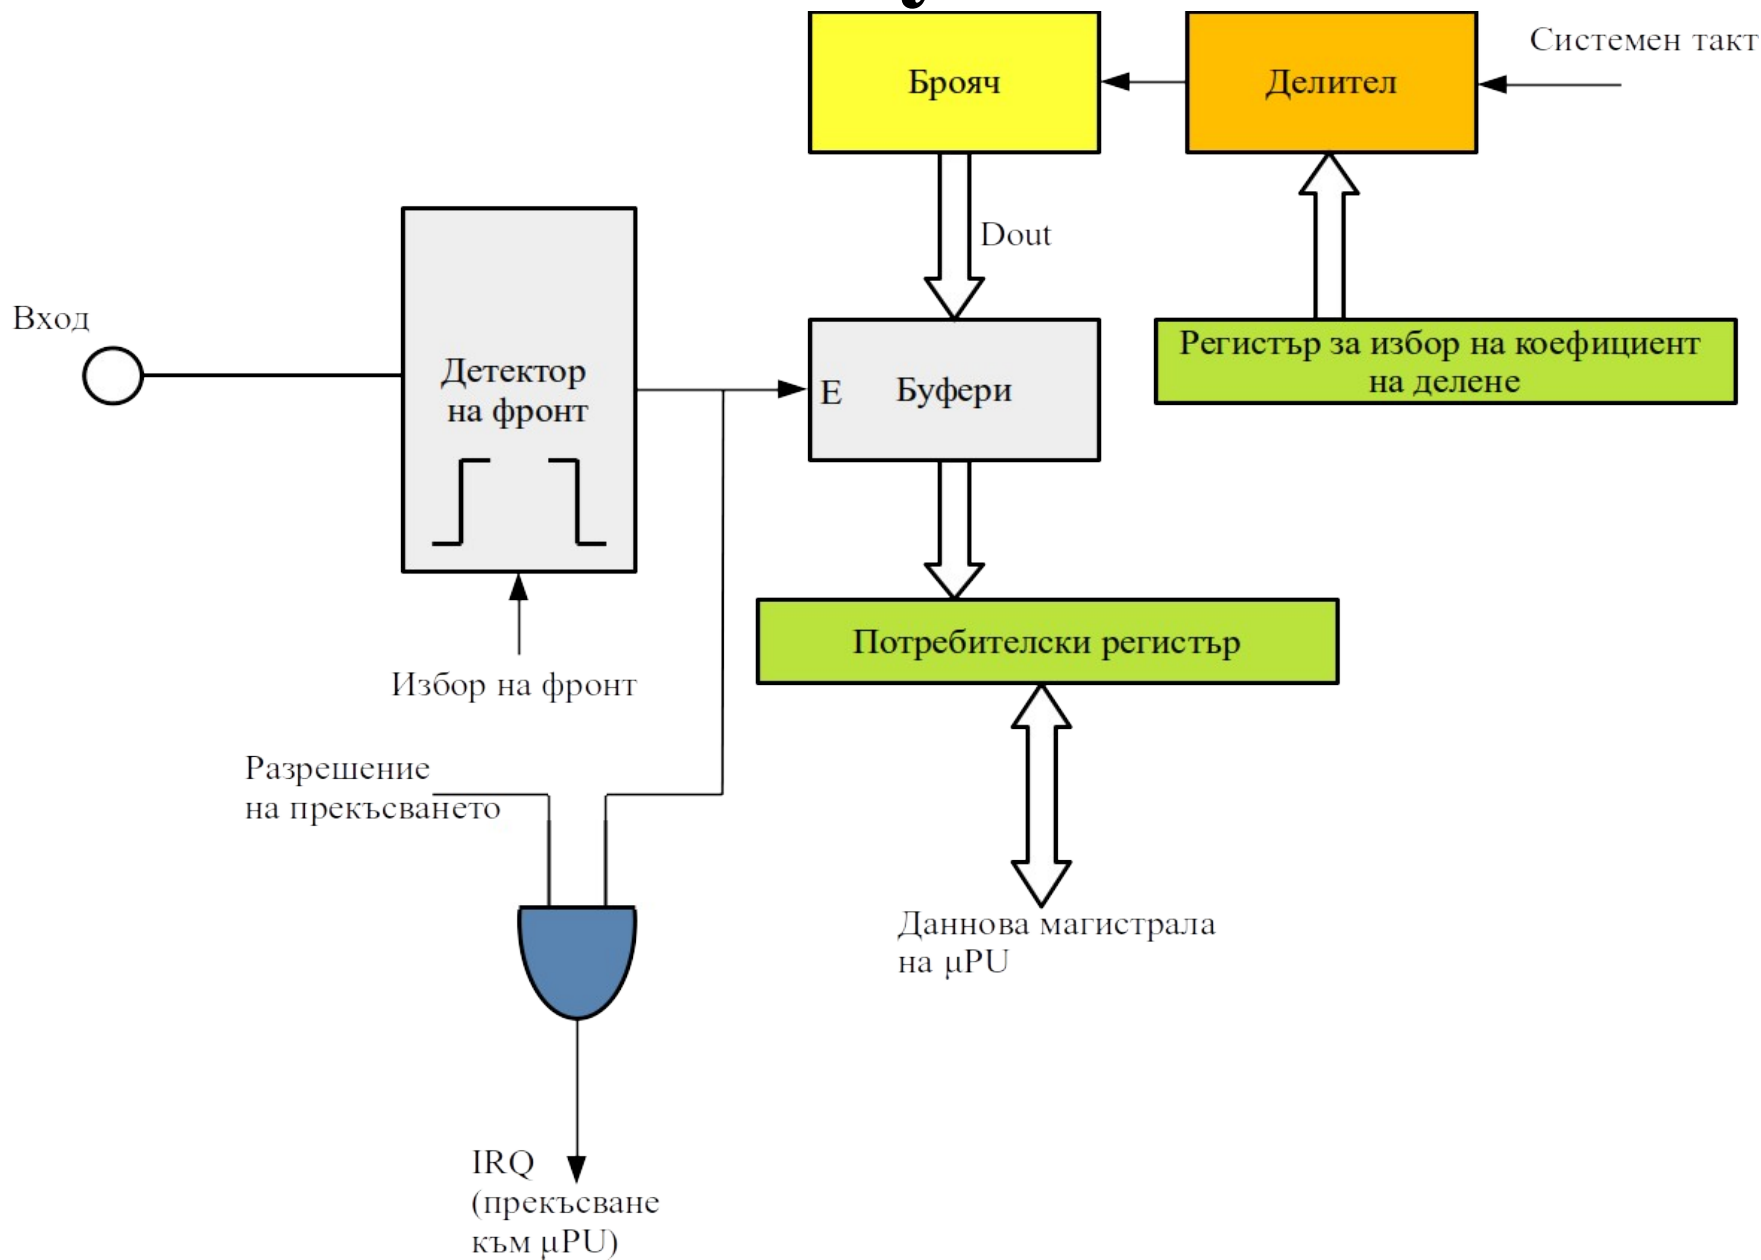 Системен такт
Брояч
Делител
Dout
Вход
Регистър за избор на коефициент
на делене
Детектор
на фронт
E
Буфери
Потребителски регистър
Избор на фронт
Разрешение
на прекъсването
Даннова магистрала
на μPU
IRQ
(прекъсване
към μPU)